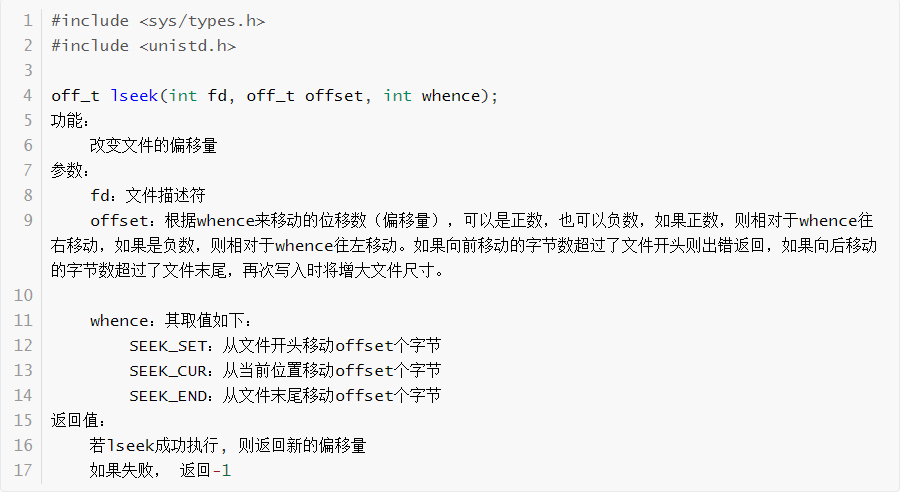 1 #include <sys/types.h>
2 #include <unistd.h>
3
4 off_t lseek(int fd, off_t offset, int whence);
5 功能：
6     改变文件的偏移量
7 参数：
8     fd：文件描述符
9     offset：根据whence来移动的位移数（偏移量），可以是正数，也可以负数，如果正数，则相对于whence往
右移动，如果是负数，则相对于whence往左移动。如果向前移动的字节数超过了文件开头则出错返回，如果向后移动
的字节数超过了文件末尾，再次写入时将增大文件尺寸。
10
11     whence：其取值如下：
12         SEEK_SET：从文件开头移动offset个字节
13         SEEK_CUR：从当前位置移动offset个字节
14         SEEK_END：从文件末尾移动offset个字节
15 返回值：
16     若lseek成功执行, 则返回新的偏移量
17     如果失败， 返回-1